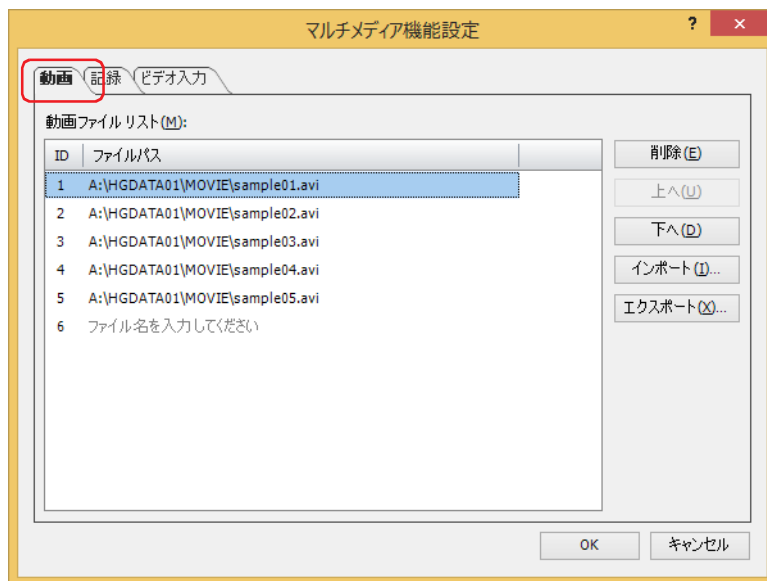 マルチメディア機能設定
?
×
動画 記録 ビデオ入力
動画ファイル リスト(M):
ID ファイルパス
1 A:\HGDATA01\MOVIE\sample01.avi
2 A:\HGDATA01\MOVIE\sample02.avi
3 A:\HGDATA01\MOVIE\sample03.avi
4 A:\HGDATA01\MOVIE\sample04.avi
5 A:\HGDATA01\MOVIE\sample05.avi
6 ファイル名を入力してください
削除(E)
上へ(U)
下へ(D)
インポート(I)...
エクスポート(X)...
OK キャンセル